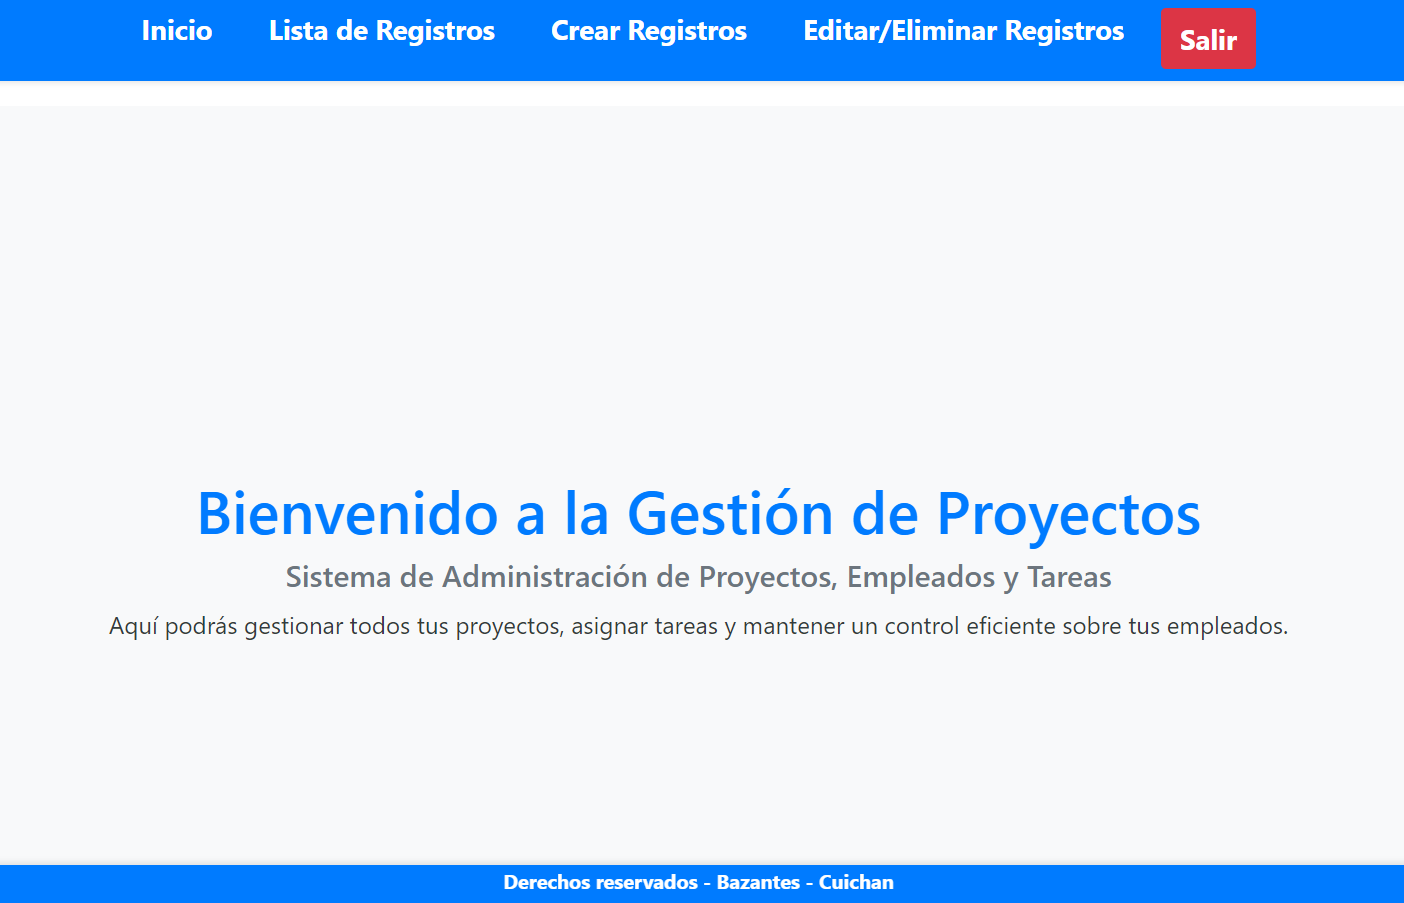 Inicio Lista de Registros Crear Registros Editar/Eliminar Registros Salir
Bienvenido a la Gestión de Proyectos
Sistema de Administración de Proyectos, Empleados y Tareas
Aquí podrás gestionar todos tus proyectos, asignar tareas y mantener un control eficiente sobre tus empleados.
Derechos reservados - Bazantes - Cuichan